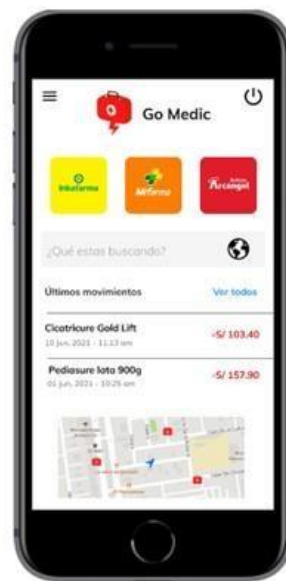 Go Medic
Inkafarma
Mifarma
Arcangel
¿Qué estas buscando?
Últimos movimientos
Ver todos
Cicatricure Gold Lift
-S/ 103.40
10 jun, 2021 - 11:13 am
Pediasure lata 900g
-S/ 157.90
01 jun, 2021 - 10:25 am